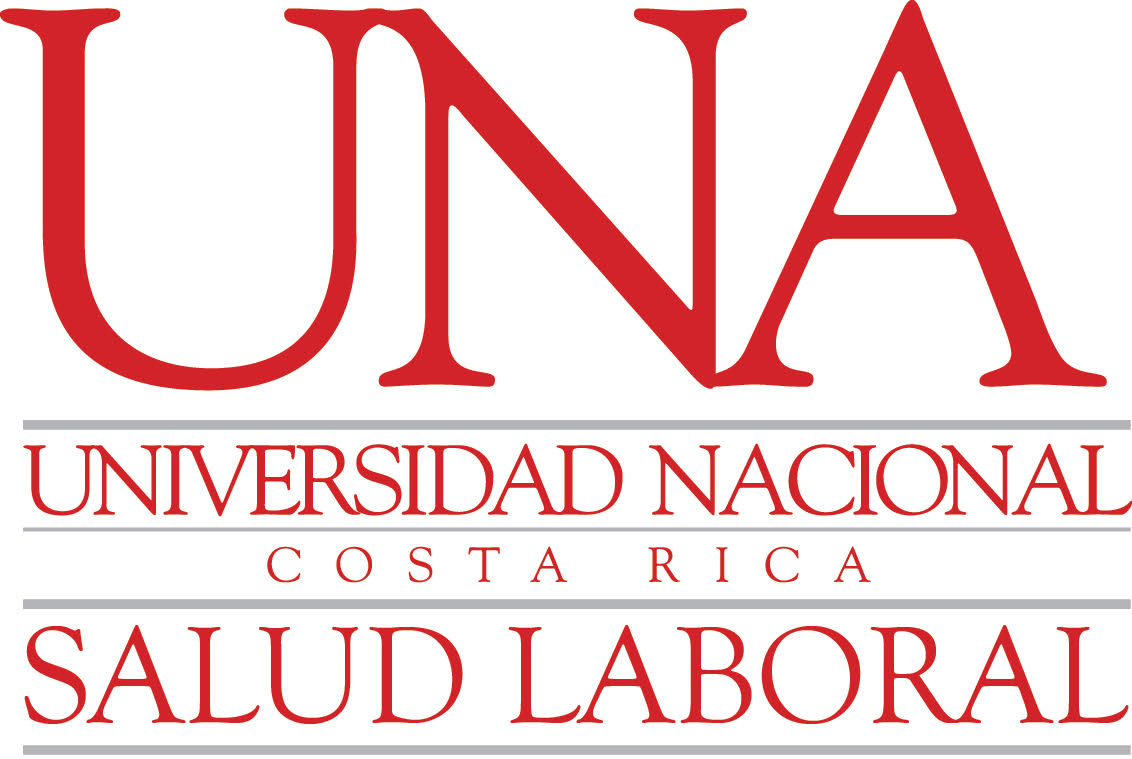 UNA
UNIVERSIDAD NACIONAL
COSTA RICA
SALUD LABORAL